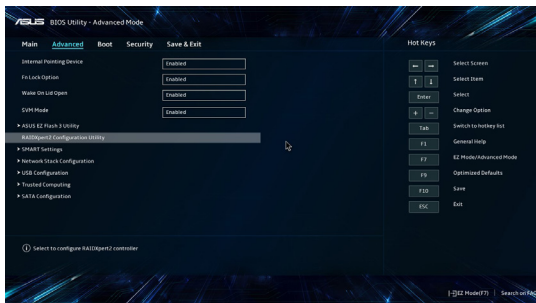 ASUS BIOS Utility - Advanced Mode
Main Advanced Boot Security Save & Exit
Hot Keys
Internal Pointing Device Enabled
Fn Lock Option Enabled
Wake On Lid Open Enabled
SVM Mode Enabled
ASUS EZ Flash 3 Utility
RAIDXpert2 Configuration Utility
SMART Settings
Network Stack Configuration
USB Configuration
Trusted Computing
SATA Configuration
← → Select Screen
↑ ↓ Select Item
Enter Select
+ − Change Option
Tab Switch to hotkey list
F1 General Help
F7 EZ Mode/Advanced Mode
F9 Optimized Defaults
F10 Save
ESC Exit
Select to configure RAIDXpert2 controller
EZ Mode(F7) | Search on FAQ